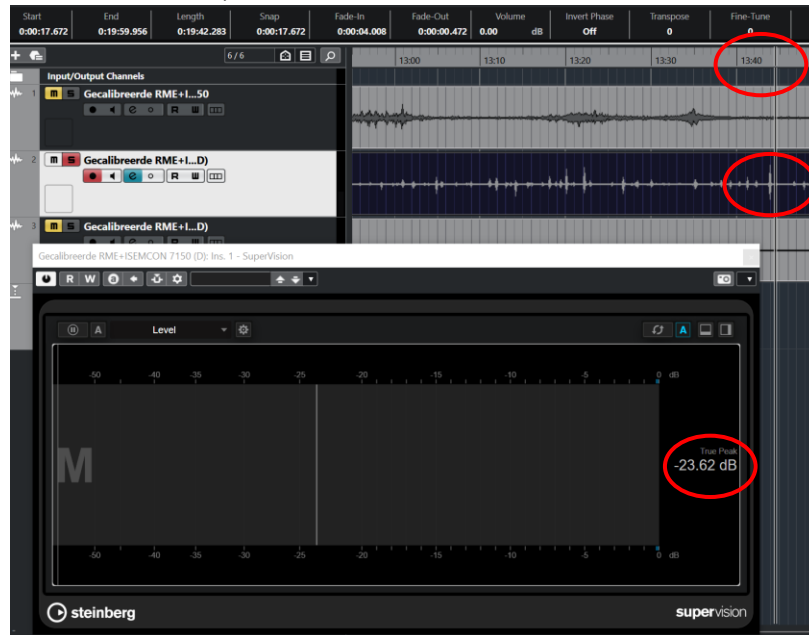 Start End Length Snap Fade-In Fade-Out Volume Invert Phase Transpose Fine-Tune
0:00:17.672 0:19:59.956 0:19:42.283 0:00:17.672 0:00:04.008 0:00:00.472 0.00 dB Off 0 0
6/6
13:00 13:10 13:20 13:30 13:40
Input/Output Channels
1 m S Gecalibreerde RME+I...50
e R W
2 m S Gecalibreerde RME+I...D)
e R W
3 m S Gecalibreerde RME+I...D)
Gecalibreerde RME+ISEMCON 7150 (D): Ins. 1 - SuperVision
R W
A Level A
-50 -40 -35 -30 -25 -20 -15 -10 -5 0 dB
M
True Peak
-23.62 dB
-50 -40 -35 -30 -25 -20 -15 -10 -5 0 dB
steinberg supervision